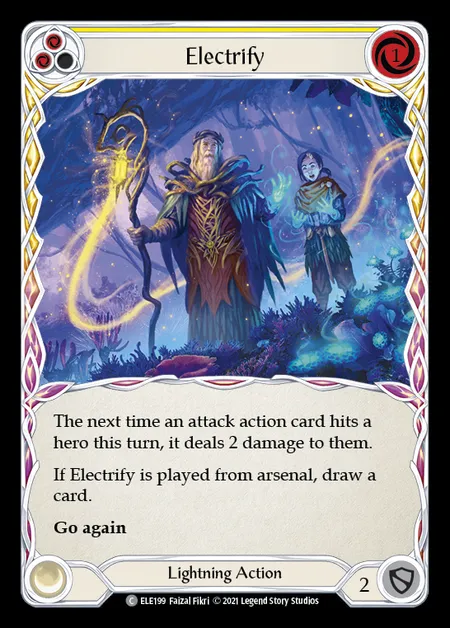 Electrify
1
The next time an attack action card hits a
hero this turn, it deals 2 damage to them.
If Electrify is played from arsenal, draw a
card.
Go again
Lightning Action
2
C ELE199 Faizal Fikri © 2021 Legend Story Studios